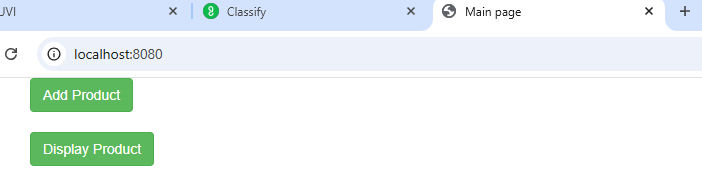 UVI
Classify
Main page
localhost:8080
Add Product
Display Product